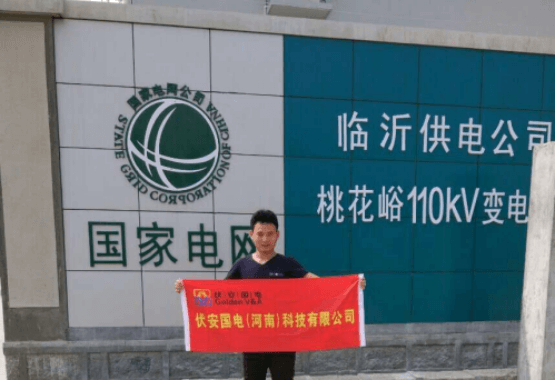 国家电网公司
STATE GRID CORPORATION OF CHINA
国家电网
临沂供电公司
桃花峪110kV变电
伏安国电
Golden V&A
伏安国电(河南)科技有限公司